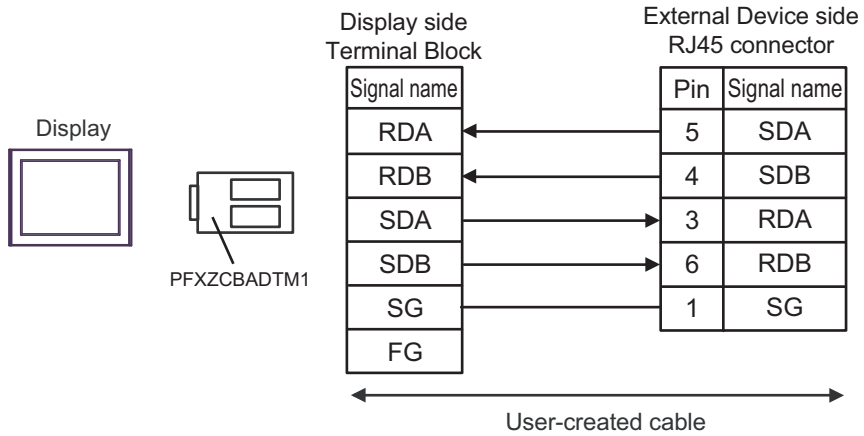 Display side
Terminal Block
External Device side
RJ45 connector
Signal name
Pin Signal name
Display
RDA 5 SDA
RDB 4 SDB
SDA 3 RDA
SDB 6 RDB
PFXZCBADTM1
SG 1 SG
FG
User-created cable